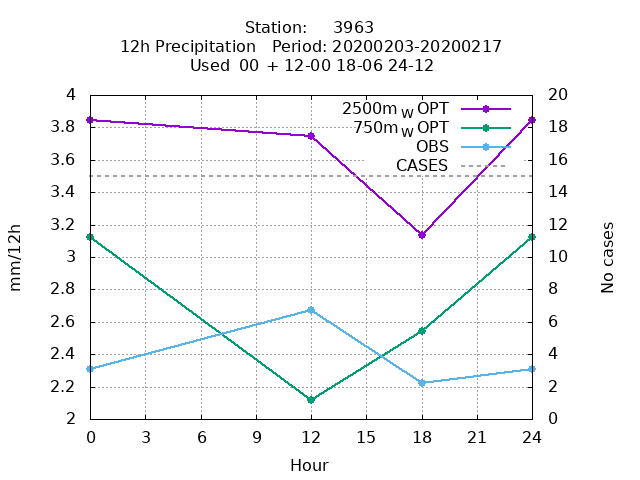 Station: 3963
12h Precipitation Period: 20200203-20200217
Used 00 + 12-00 18-06 24-12
4 20
2500m W OPT
3.8 750m W OPT 18
OBS
3.6 CASES 16
3.4 14
3.2 12
3 10
2.8 8
2.6 6
2.4 4
2.2 2
2 0
mm/12h
No cases
0 3 6 9 12 15 18 21 24
Hour